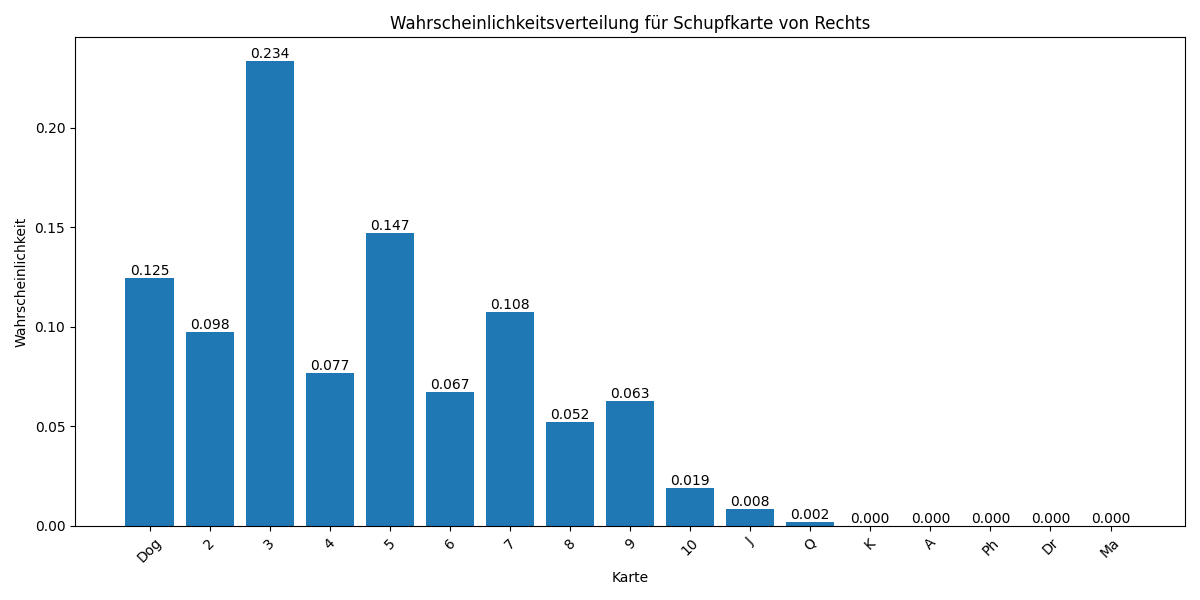 Wahrscheinlichkeitsverteilung für Schupfkarte von Rechts
Wahrscheinlichkeit
0.20
0.15
0.10
0.05
0.00
0.125
0.098
0.234
0.077
0.147
0.067
0.108
0.052
0.063
0.019
0.008
0.002
0.000
0.000
0.000
0.000
0.000
Dog
2
3
4
5
6
7
8
9
10
J
Q
K
A
Ph
Dr
Ma
Karte